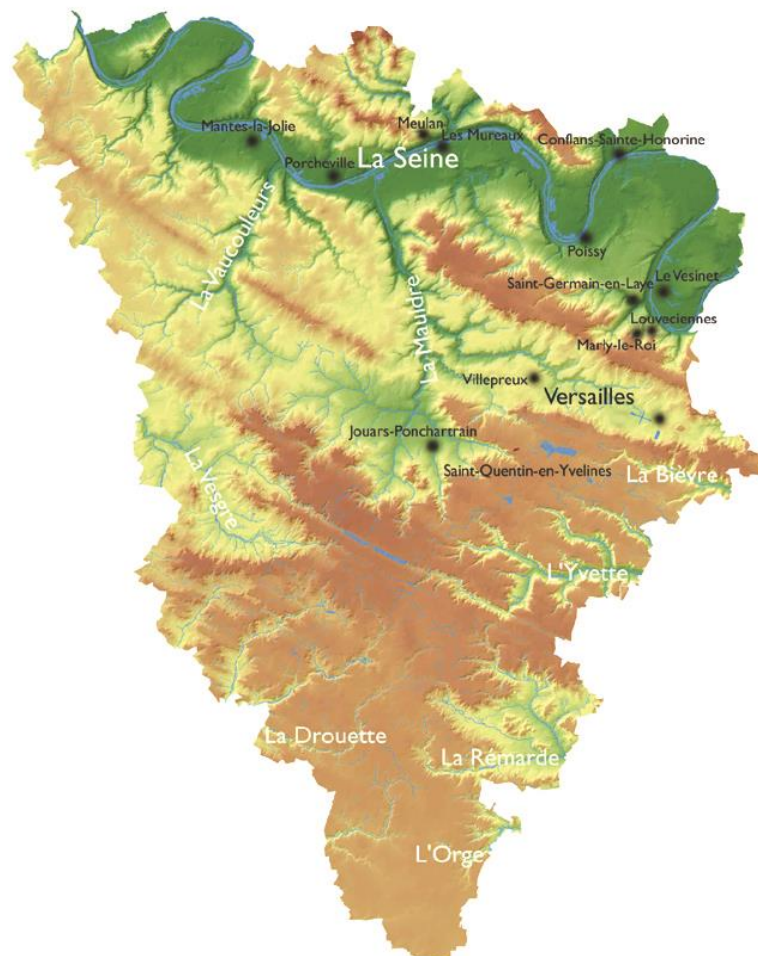 Mantes-la-Jolie
Meulan
Les Mureaux
Conflans-Sainte-Honorine
Porcheville
La Seine
La Vaucouleurs
Poissy
Saint-Germain-en-Laye
Le Vesinet
Louveciennes
Marly-le-Roi
La Mauldre
Villepreux
Versailles
Jouars-Ponchartrain
Saint-Quentin-en-Yvelines
La Bièvre
La Vesgre
L'Yvette
La Drouette
La Rémarde
L'Orge